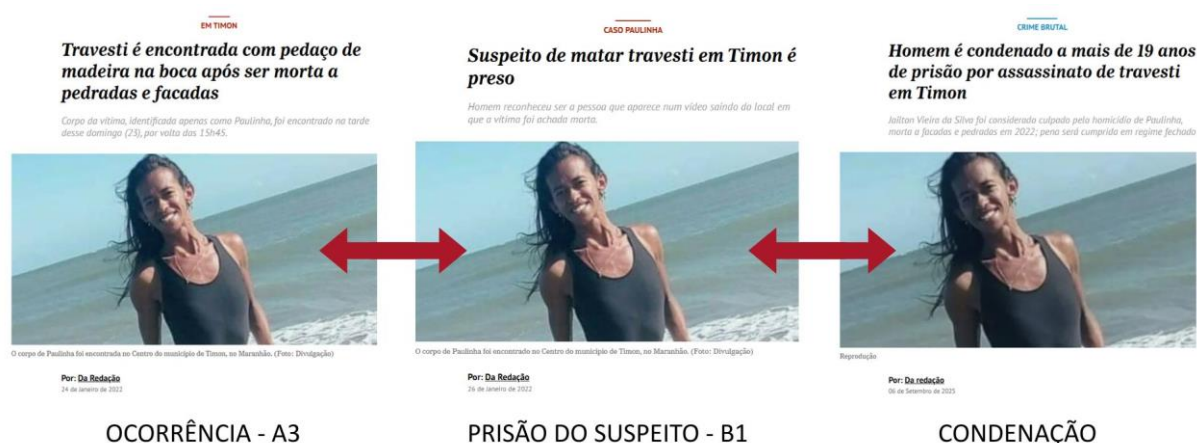 EM TIMON
Travesti é encontrada com pedaço de
madeira na boca após ser morta a
pedradas e facadas
Corpo da vítima, identificada apenas como Paulinha, foi encontrado na tarde
desse domingo (23), por volta das 15h45.
O corpo de Paulinha foi encontrada no Centro do município de Timon, no Maranhão. (Foto: Divulgação)
Por: Da Redação
24 de Janeiro de 2022
OCORRÊNCIA - A3
CASO PAULINHA
Suspeito de matar travesti em Timon é
preso
Homem reconheceu ser a pessoa que aparece num vídeo saindo do local em
que a vítima foi achada morta.
O corpo de Paulinha foi encontrado no Centro do município de Timon, no Maranhão. (Foto: Divulgação)
Por: Da Redação
26 de Janeiro de 2022
PRISÃO DO SUSPEITO - B1
CRIME BRUTAL
Homem é condenado a mais de 19 anos
de prisão por assassinato de travesti
em Timon
Jailton Vieira da Silva foi considerado culpado pelo homicídio de Paulinha,
morta a facadas e pedradas em 2022; pena será cumprida em regime fechado
Reprodução
Por: Da redação
06 de Setembro de 2025
CONDENAÇÃO